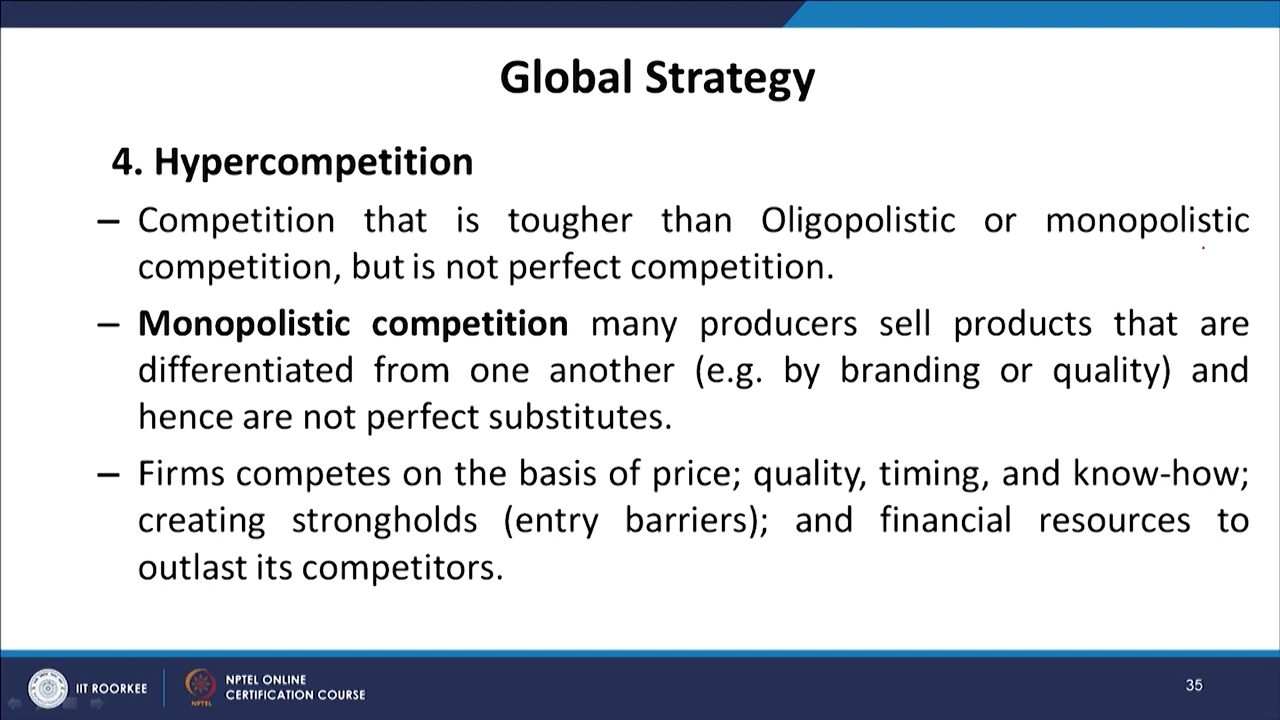 Global Strategy
4. Hypercompetition
– Competition that is tougher than Oligopolistic or monopolistic
competition, but is not perfect competition.
– Monopolistic competition many producers sell products that are
differentiated from one another (e.g. by branding or quality) and
hence are not perfect substitutes.
– Firms competes on the basis of price; quality, timing, and know-how;
creating strongholds (entry barriers); and financial resources to
outlast its competitors.
IIT ROORKEE
NPTEL
NPTEL ONLINE
CERTIFICATION COURSE
35